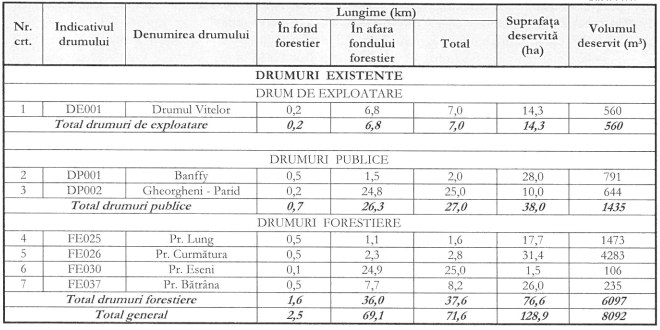 Nr. crt. Indicativul drumului Denumirea drumului Lungime (km) Suprafața deservită (ha) Volumul deservit (m³)
În fond forestier În afara fondului forestier Total
DRUMURI EXISTENTE
DRUM DE EXPLOATARE
1 DE001 Drumul Vitelor 0,2 6,8 7,0 14,3 560
Total drumuri de exploatare 0,2 6,8 7,0 14,3 560
DRUMURI PUBLICE
2 DP001 Banffy 0,5 1,5 2,0 28,0 791
3 DP002 Gheorgheni - Parid 0,2 24,8 25,0 10,0 644
Total drumuri publice 0,7 26,3 27,0 38,0 1435
DRUMURI FORESTIERE
4 FE025 Pr. Lung 0,5 1,1 1,6 17,7 1473
5 FE026 Pr. Curmătura 0,5 2,3 2,8 31,4 4283
6 FE030 Pr. Eseni 0,1 24,9 25,0 1,5 106
7 FE037 Pr. Bătrâna 0,5 7,7 8,2 26,0 235
Total drumuri forestiere 1,6 36,0 37,6 76,6 6097
Total general 2,5 69,1 71,6 128,9 8092